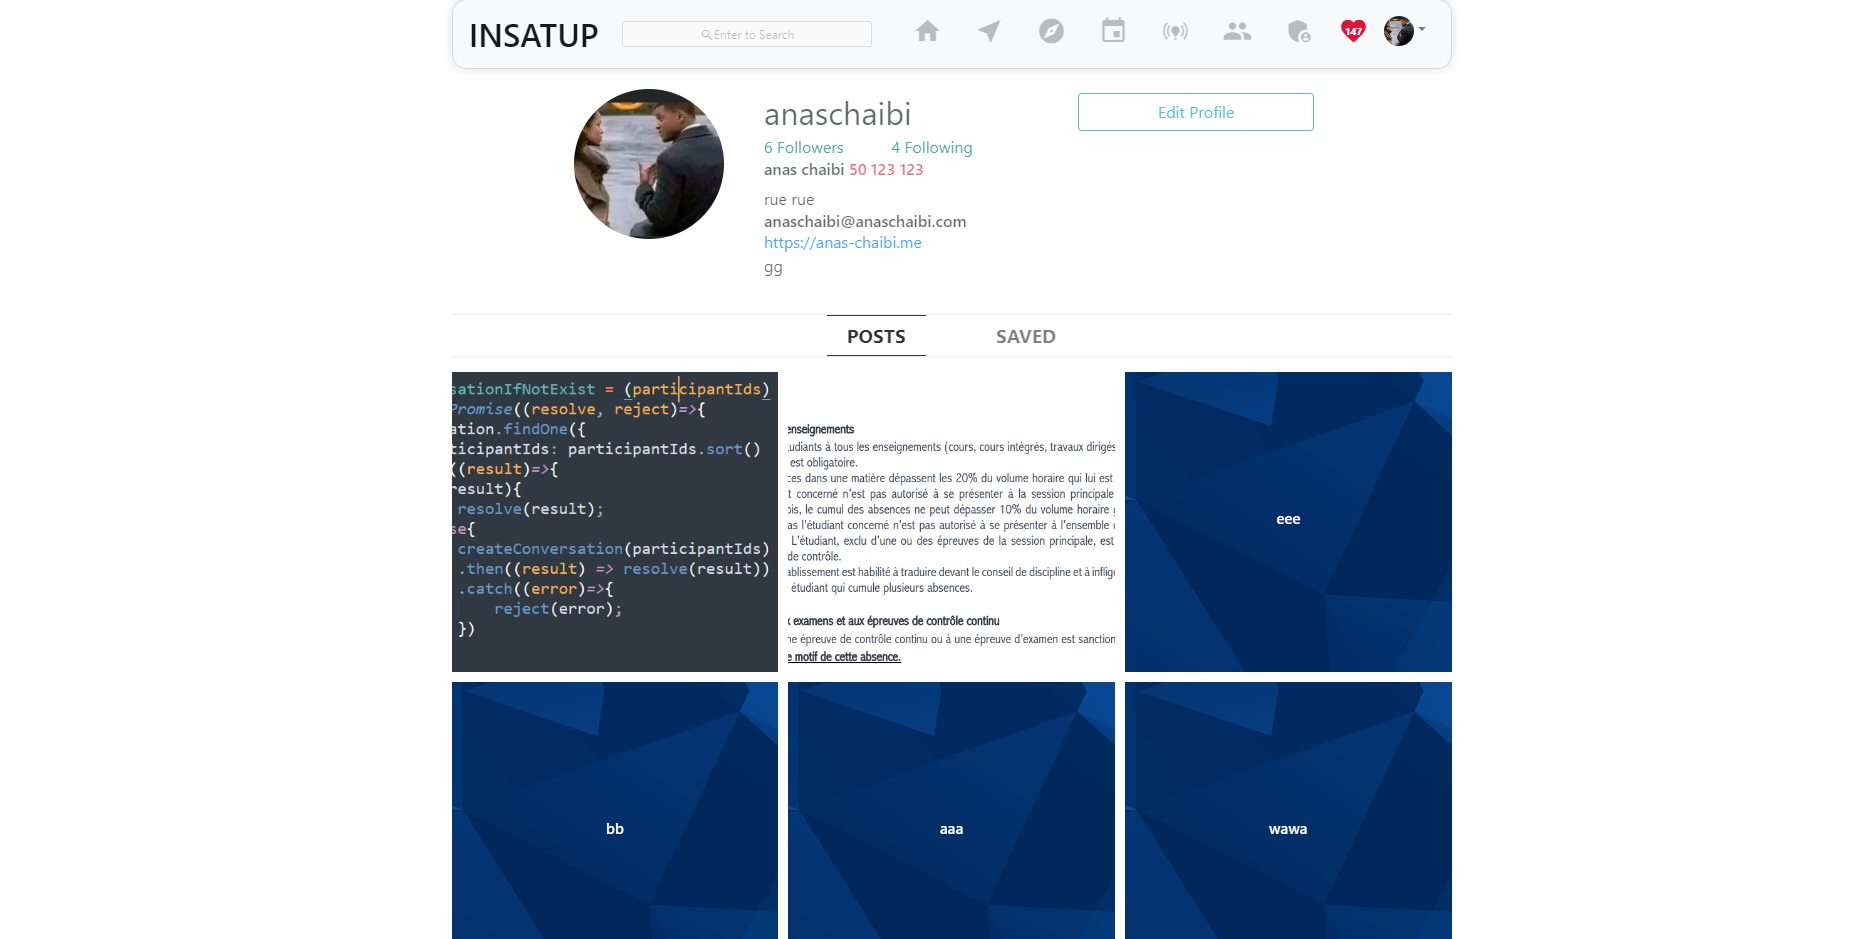 INSATUP
Enter to Search
147
anaschaibi
Edit Profile
6 Followers 4 Following
anas chaibi 50 123 123
rue rue
anaschaibi@anaschaibi.com
https://anas-chaibi.me
gg
POSTS SAVED
sationIfNotExist = (participantIds)
Promise((resolve, reject)=>{
ation.findOne({
ticipantIds: participantIds.sort()
((result)=>{
result){
resolve(result);
se{
createConversation(participantIds)
.then((result) => resolve(result))
.catch((error)=>{
reject(error);
})
enseignements
tudiants à tous les enseignements (cours, cours intégrés, travaux dirigés
est obligatoire.
ces dans une matière dépassent les 20% du volume horaire qui lui est
t concerné n'est pas autorisé à se présenter à la session principale
ois, le cumul des absences ne peut dépasser 10% du volume horaire g
as l'étudiant concerné n'est pas autorisé à se présenter à l'ensemble
L'étudiant, exclu d'une ou des épreuves de la session principale, est
de contrôle.
ablissement est habilité à traduire devant le conseil de discipline et à inflige
étudiant qui cumule plusieurs absences.
x examens et aux épreuves de contrôle continu
ne épreuve de contrôle continu ou à une épreuve d'examen est sanction
e motif de cette absence.
eee
bb
aaa
wawa